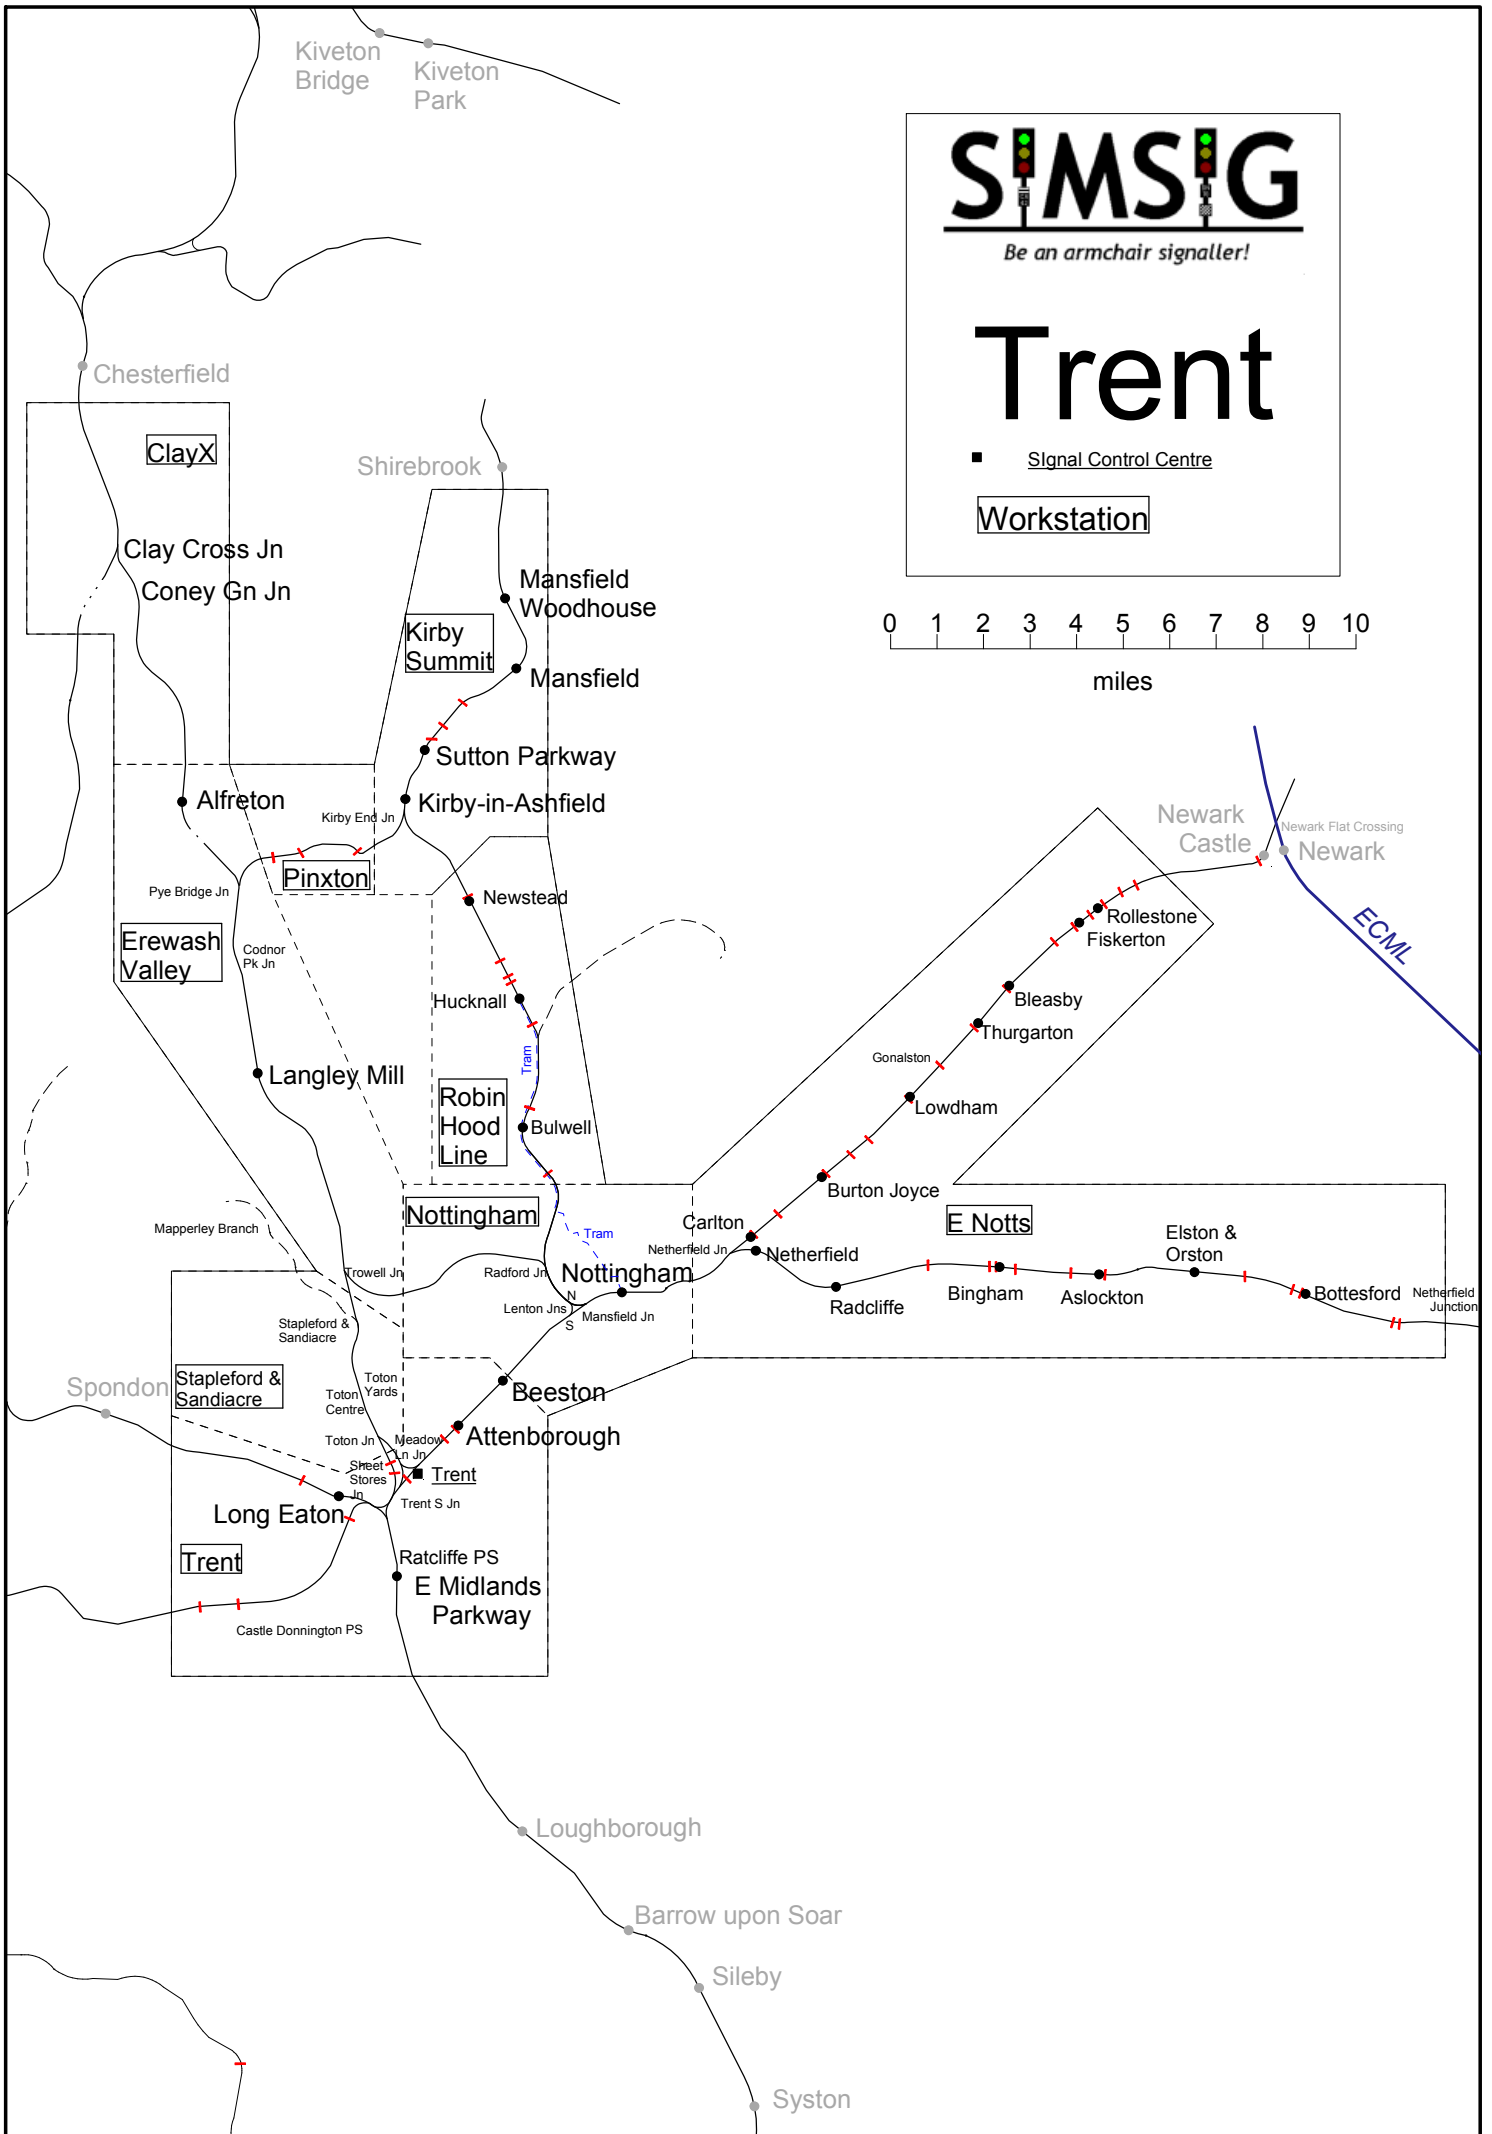 Kiveton
Bridge
Kiveton
Park
SIMSIG
Be an armchair signaller!
Trent
SIgnal Control Centre
Workstation
0 1 2 3 4 5 6 7 8 9 10
miles
Chesterfield
ClayX
Shirebrook
Clay Cross Jn
Coney Gn Jn
Mansfield
Woodhouse
Kirby
Summit
Mansfield
Sutton Parkway
Alfreton
Kirby-in-Ashfield
Kirby End Jn
Pinxton
Pye Bridge Jn
Newstead
Erewash
Valley
Codnor
Pk Jn
Hucknall
Tram
Langley Mill
Robin
Hood
Line
Bulwell
Newark
Castle
Newark Flat Crossing
Newark
ECML
Rollestone
Fiskerton
Bleasby
Thurgarton
Gonalston
Lowdham
Burton Joyce
Carlton
Netherfield Jn
Netherfield
E Notts
Elston &
Orston
Radcliffe
Bingham
Aslockton
Bottesford
Netherfield
Junction
Nottingham
Mapperley Branch
Tram
Trowell Jn
Radford Jn
Nottingham
N
Lenton Jns
S
Mansfield Jn
Stapleford &
Sandiacre
Stapleford &
Sandiacre
Spondon
Toton
Yards
Toton
Centre
Beeston
Attenborough
Toton Jn
Meadow
Ln Jn
Sheet
Stores
Jn
Trent
Trent S Jn
Long Eaton
Trent
Ratcliffe PS
E Midlands
Parkway
Castle Donnington PS
Loughborough
Barrow upon Soar
Sileby
Syston